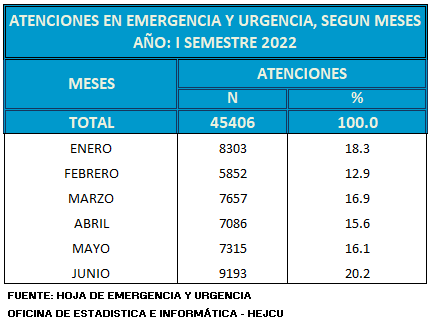 ATENCIONES EN EMERGENCIA Y URGENCIA, SEGUN MESES
AÑO: I SEMESTRE 2022
MESES ATENCIONES
N %
TOTAL 45406 100.0
ENERO 8303 18.3
FEBRERO 5852 12.9
MARZO 7657 16.9
ABRIL 7086 15.6
MAYO 7315 16.1
JUNIO 9193 20.2
FUENTE: HOJA DE EMERGENCIA Y URGENCIA
OFICINA DE ESTADISTICA E INFORMÁTICA - HEJCU